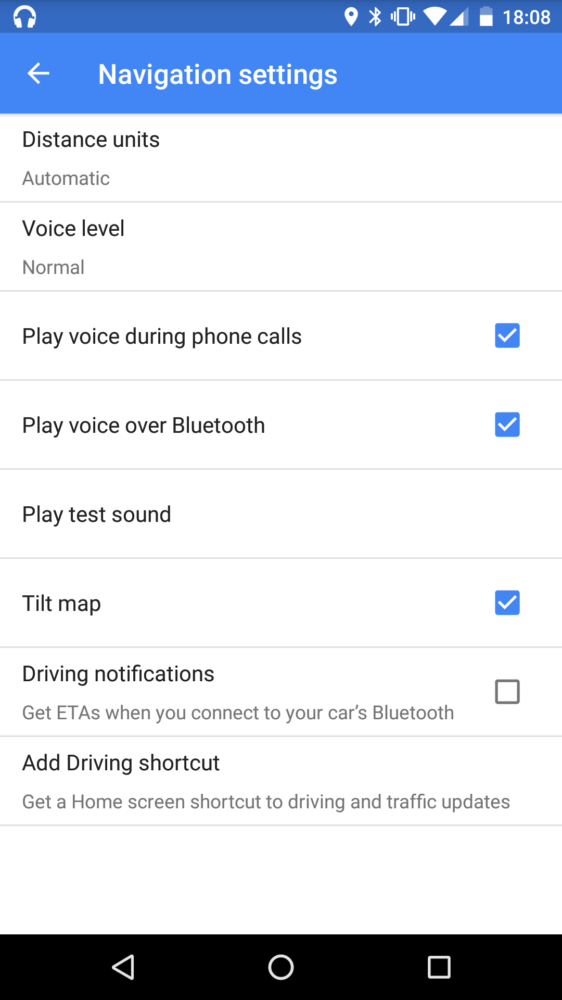 18:08
Navigation settings
Distance units
Automatic
Voice level
Normal
Play voice during phone calls
Play voice over Bluetooth
Play test sound
Tilt map
Driving notifications
Get ETAs when you connect to your car’s Bluetooth
Add Driving shortcut
Get a Home screen shortcut to driving and traffic updates